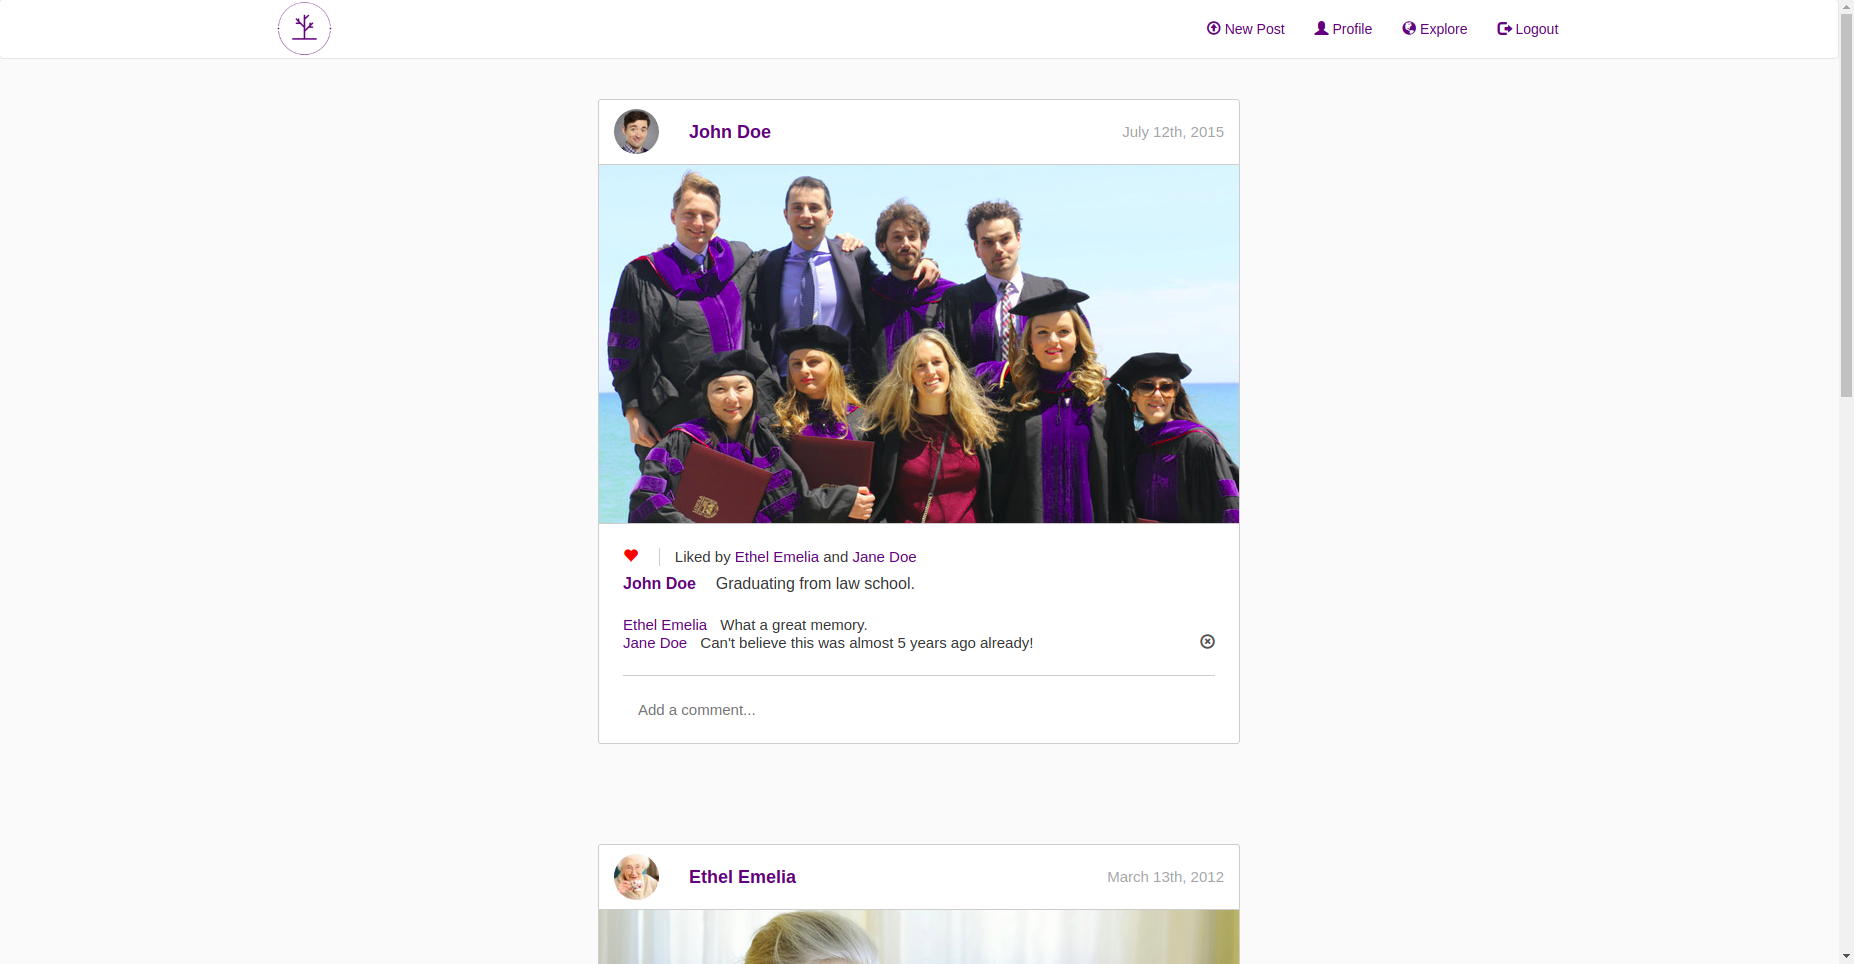 New Post Profile Explore Logout
John Doe July 12th, 2015
Liked by Ethel Emelia and Jane Doe
John Doe Graduating from law school.
Ethel Emelia What a great memory.
Jane Doe Can't believe this was almost 5 years ago already!
Add a comment...
Ethel Emelia March 13th, 2012